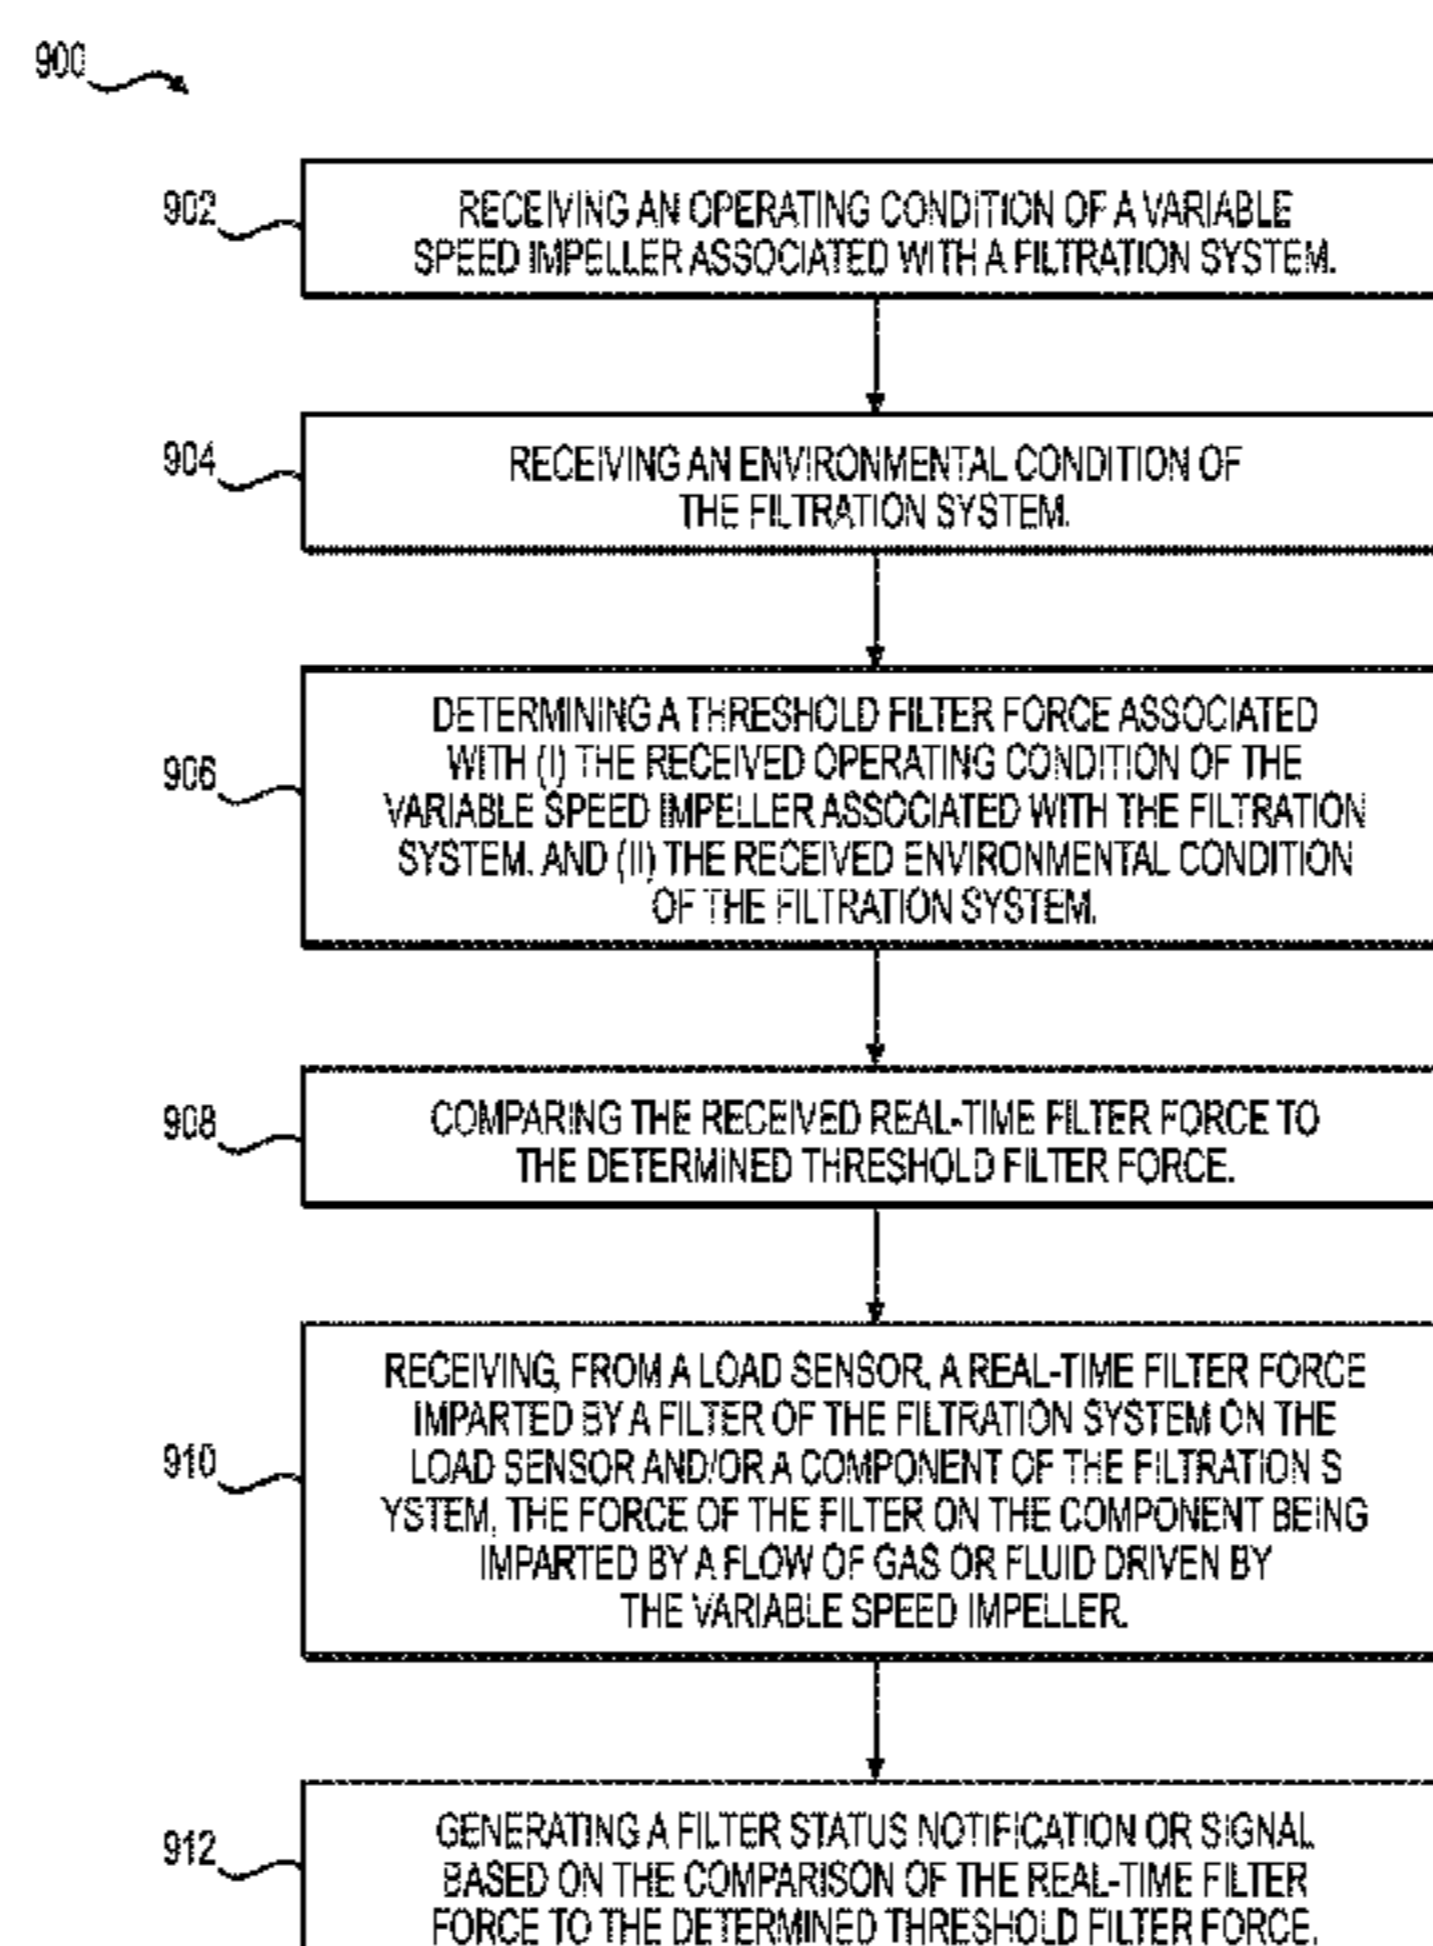 900
902
RECEIVING AN OPERATING CONDITION OF A VARIABLE
SPEED IMPELLER ASSOCIATED WITH A FILTRATION SYSTEM.
904
RECEIVING AN ENVIRONMENTAL CONDITION OF
THE FILTRATION SYSTEM.
906
DETERMINING A THRESHOLD FILTER FORCE ASSOCIATED
WITH (I) THE RECEIVED OPERATING CONDITION OF THE
VARIABLE SPEED IMPELLER ASSOCIATED WITH THE FILTRATION
SYSTEM, AND (II) THE RECEIVED ENVIRONMENTAL CONDITION
OF THE FILTRATION SYSTEM.
908
COMPARING THE RECEIVED REAL-TIME FILTER FORCE TO
THE DETERMINED THRESHOLD FILTER FORCE.
910
RECEIVING, FROM A LOAD SENSOR, A REAL-TIME FILTER FORCE
IMPARTED BY A FILTER OF THE FILTRATION SYSTEM ON THE
LOAD SENSOR AND/OR A COMPONENT OF THE FILTRATION S
YSTEM, THE FORCE OF THE FILTER ON THE COMPONENT BEING
IMPARTED BY A FLOW OF GAS OR FLUID DRIVEN BY
THE VARIABLE SPEED IMPELLER.
912
GENERATING A FILTER STATUS NOTIFICATION OR SIGNAL
BASED ON THE COMPARISON OF THE REAL-TIME FILTER
FORCE TO THE DETERMINED THRESHOLD FILTER FORCE.